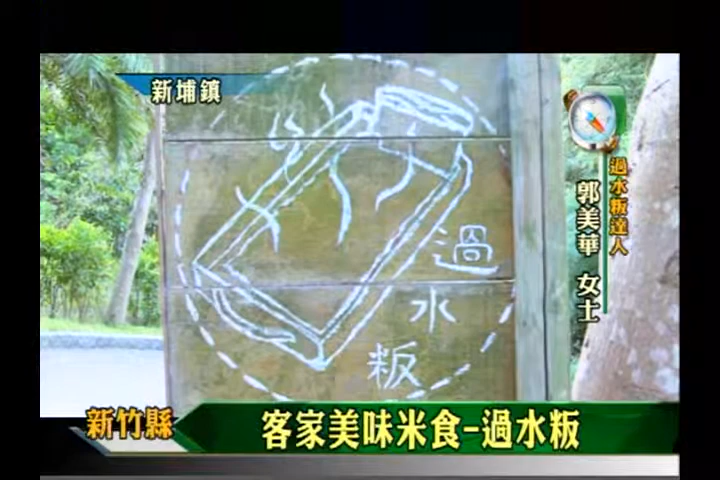 新埔鎮
過水粄達人
郭美華 女士
過
水
粄
新竹縣
客家美味米食-過水粄